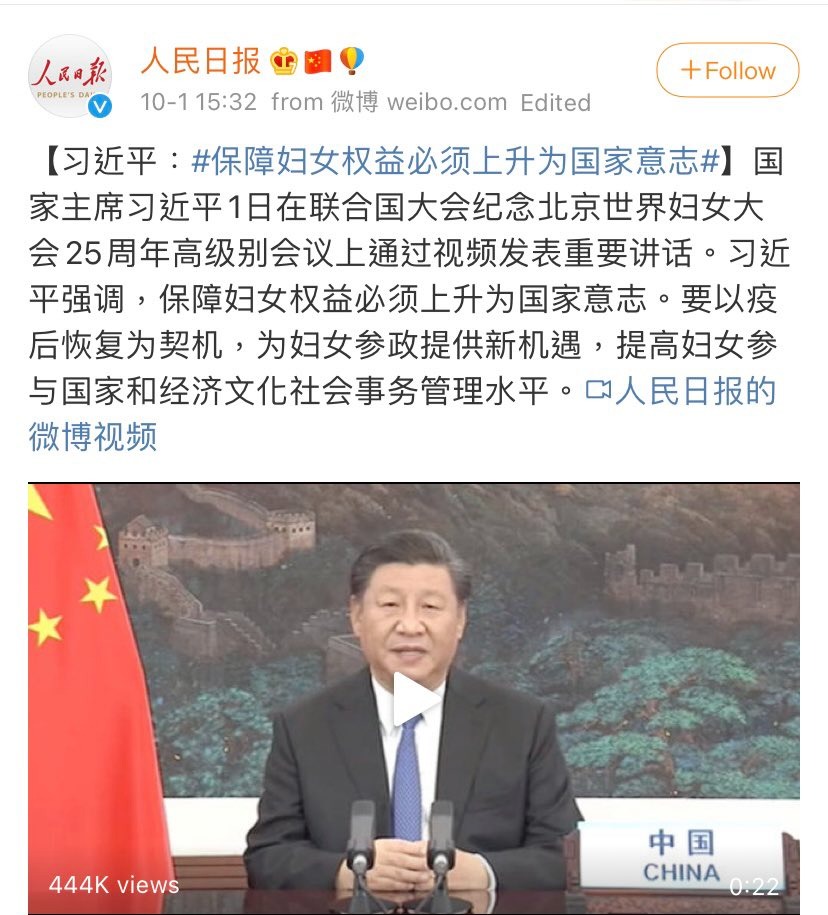 人民日报
PEOPLE'S DA
人民日报
+Follow
10-1 15:32 from 微博 weibo.com Edited
【习近平：#保障妇女权益必须上升为国家意志#】国
家主席习近平1日在联合国大会纪念北京世界妇女大
会25周年高级别会议上通过视频发表重要讲话。习近
平强调，保障妇女权益必须上升为国家意志。要以疫
后恢复为契机，为妇女参政提供新机遇，提高妇女参
与国家和经济文化社会事务管理水平。人民日报的
微博视频
中国
CHINA
444K views
0:22